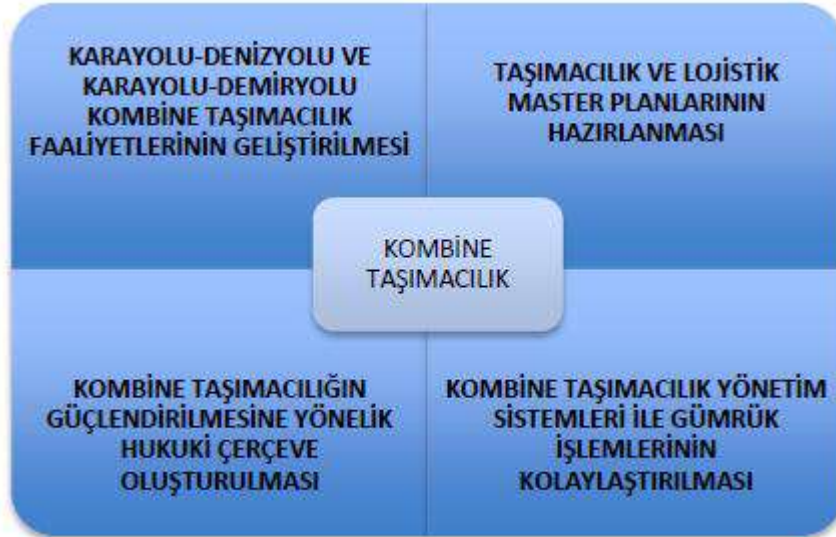 KARAYOLU-DENİZYOLU VE
KARAYOLU-DEMİRYOLU
KOMBİNE TAŞIMACILIK
FAALİYETLERİNİN GELİŞTİRİLMESİ
TAŞIMACILIK VE LOJİSTİK
MASTER PLANLARININ
HAZIRLANMASI
KOMBİNE
TAŞIMACILIK
KOMBİNE TAŞIMACILIĞIN
GÜÇLENDİRİLMESİNE YÖNELİK
HUKUKİ ÇERÇEVE
OLUŞTURULMASI
KOMBİNE TAŞIMACILIK YÖNETİM
SİSTEMLERİ İLE GÜMRÜK
İŞLEMLERİNİN
KOLAYLAŞTIRILMASI